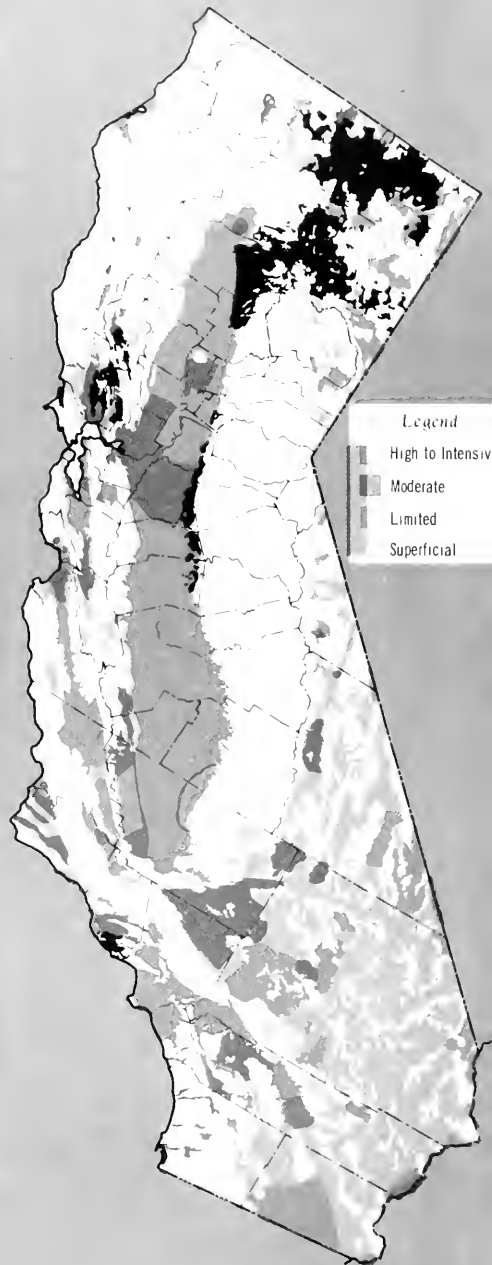 Legend
High to Intensiv
Moderate
Limited
Superficial